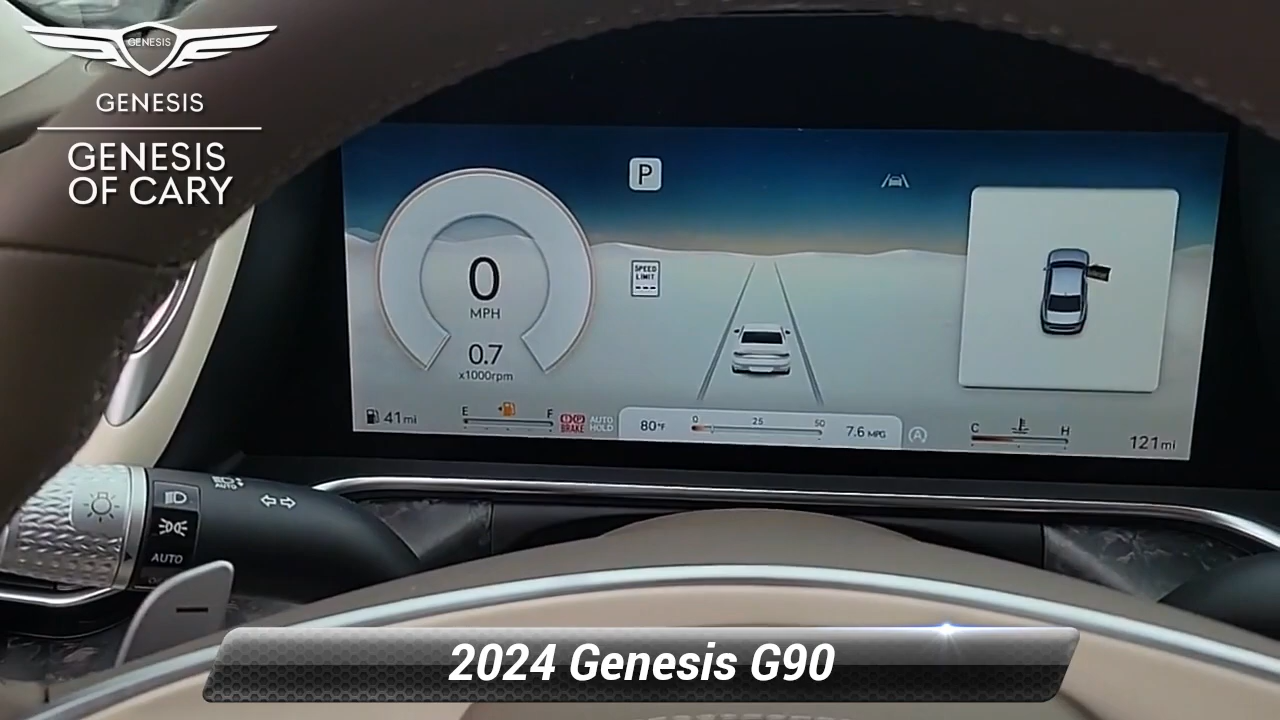 GENESIS
GENESIS
GENESIS
OF CARY
P
SPEED
LIMIT
---
0
MPH
0.7
x1000rpm
41mi
E F
BRAKE
AUTO
HOLD
80°F
0 25 50
7.6 MPG
A
C H
121mi
AUTO
AUTO
2024 Genesis G90